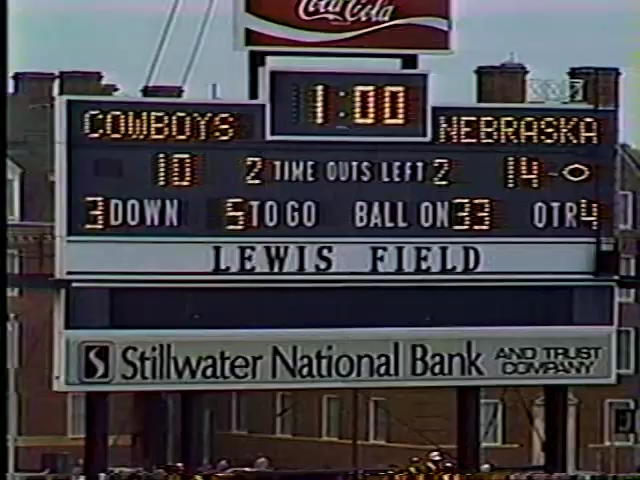 Coca-Cola
1:00
COWBOYS NEBRASKA
10 2 TIME OUTS LEFT 2 14-
3 DOWN 5 TO GO BALL ON 33 QTR 4
LEWIS FIELD
Stillwater National Bank AND TRUST
COMPANY